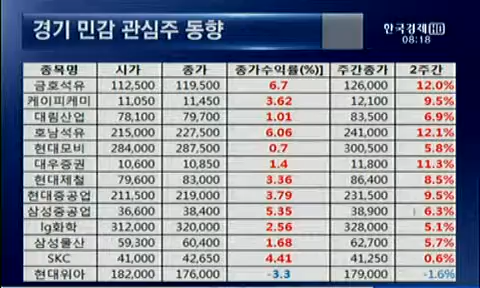 경기 민감 관심주 동향
한국경제HD
08:18
종목명 시가 종가 종가수익률(%)] 주간종가 2주간
금호석유 112,500 119,500 6.7 126,000 12.0%
케이피케미 11,050 11,450 3.62 12,100 9.5%
대림산업 78,100 79,700 1.01 83,500 6.9%
호남석유 215,000 227,500 6.06 241,000 12.1%
현대모비 284,000 287,500 0.7 300,500 5.8%
대우증권 10,600 10,850 1.4 11,800 11.3%
현대제철 79,600 83,000 3.36 86,400 8.5%
현대중공업 211,500 219,000 3.79 231,500 9.5%
삼성중공업 36,600 38,400 5.35 38,900 6.3%
lg화학 312,000 320,000 2.56 328,000 5.1%
삼성물산 59,300 60,400 1.68 62,700 5.7%
SKC 41,000 42,650 4.41 41,250 0.6%
현대위아 182,000 176,000 -3.3 179,000 -1.6%